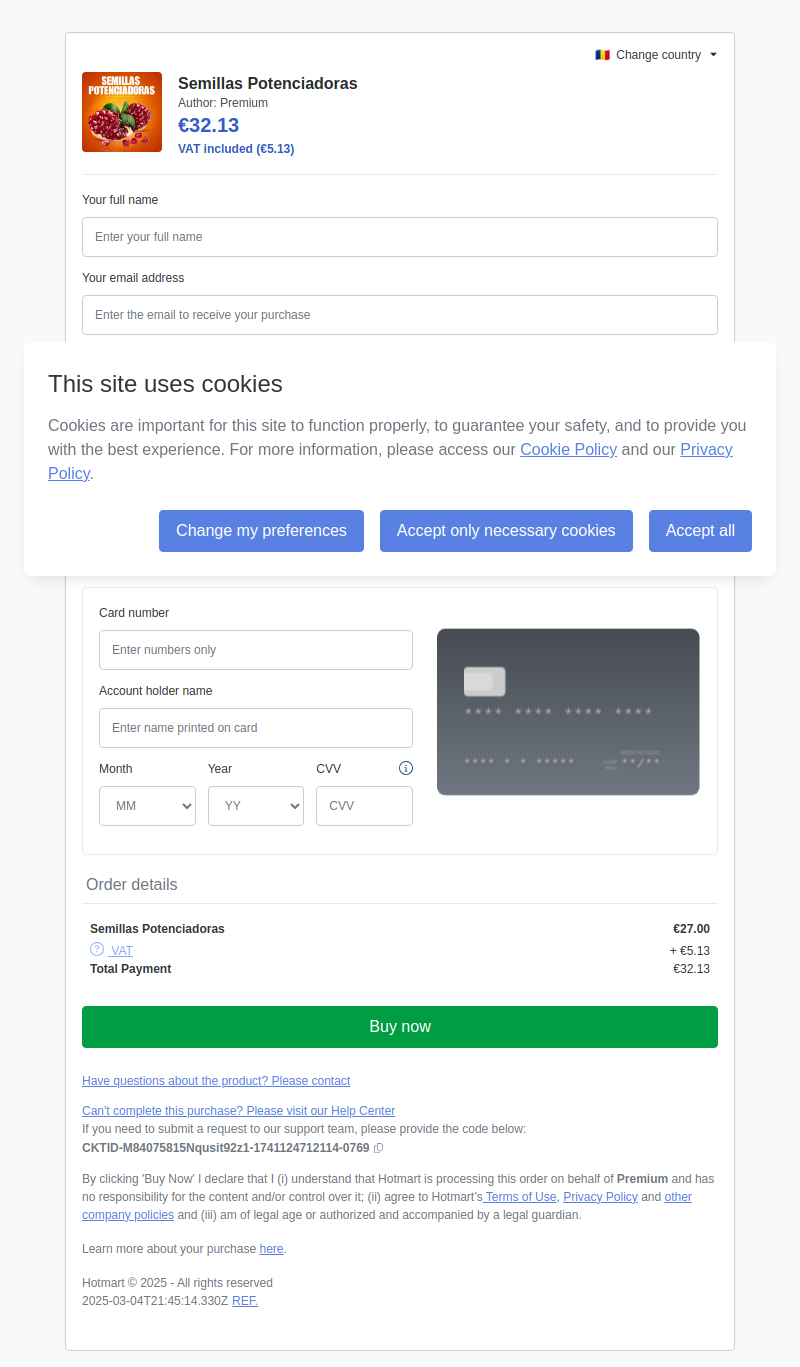 Change country
SEMILLAS
POTENCIADORAS
Semillas Potenciadoras
Author: Premium
€32.13
VAT included (€5.13)
Your full name
Enter your full name
Your email address
Enter the email to receive your purchase
This site uses cookies
Cookies are important for this site to function properly, to guarantee your safety, and to provide you
with the best experience. For more information, please access our Cookie Policy and our Privacy
Policy.
Change my preferences
Accept only necessary cookies
Accept all
Card number
Enter numbers only
Account holder name
Enter name printed on card
Month
Year
CVV
MM
YY
CVV
**** **** **** ****
**** * * *****
MONTH/YEAR
**/**
Order details
Semillas Potenciadoras €27.00
VAT + €5.13
Total Payment €32.13
Buy now
Have questions about the product? Please contact
Can't complete this purchase? Please visit our Help Center
If you need to submit a request to our support team, please provide the code below:
CKTID-M84075815Nqusit92z1-1741124712114-0769
By clicking 'Buy Now' I declare that I (i) understand that Hotmart is processing this order on behalf of Premium and has
no responsibility for the content and/or control over it; (ii) agree to Hotmart's Terms of Use, Privacy Policy and other
company policies and (iii) am of legal age or authorized and accompanied by a legal guardian.
Learn more about your purchase here.
Hotmart © 2025 - All rights reserved
2025-03-04T21:45:14.330Z REF.